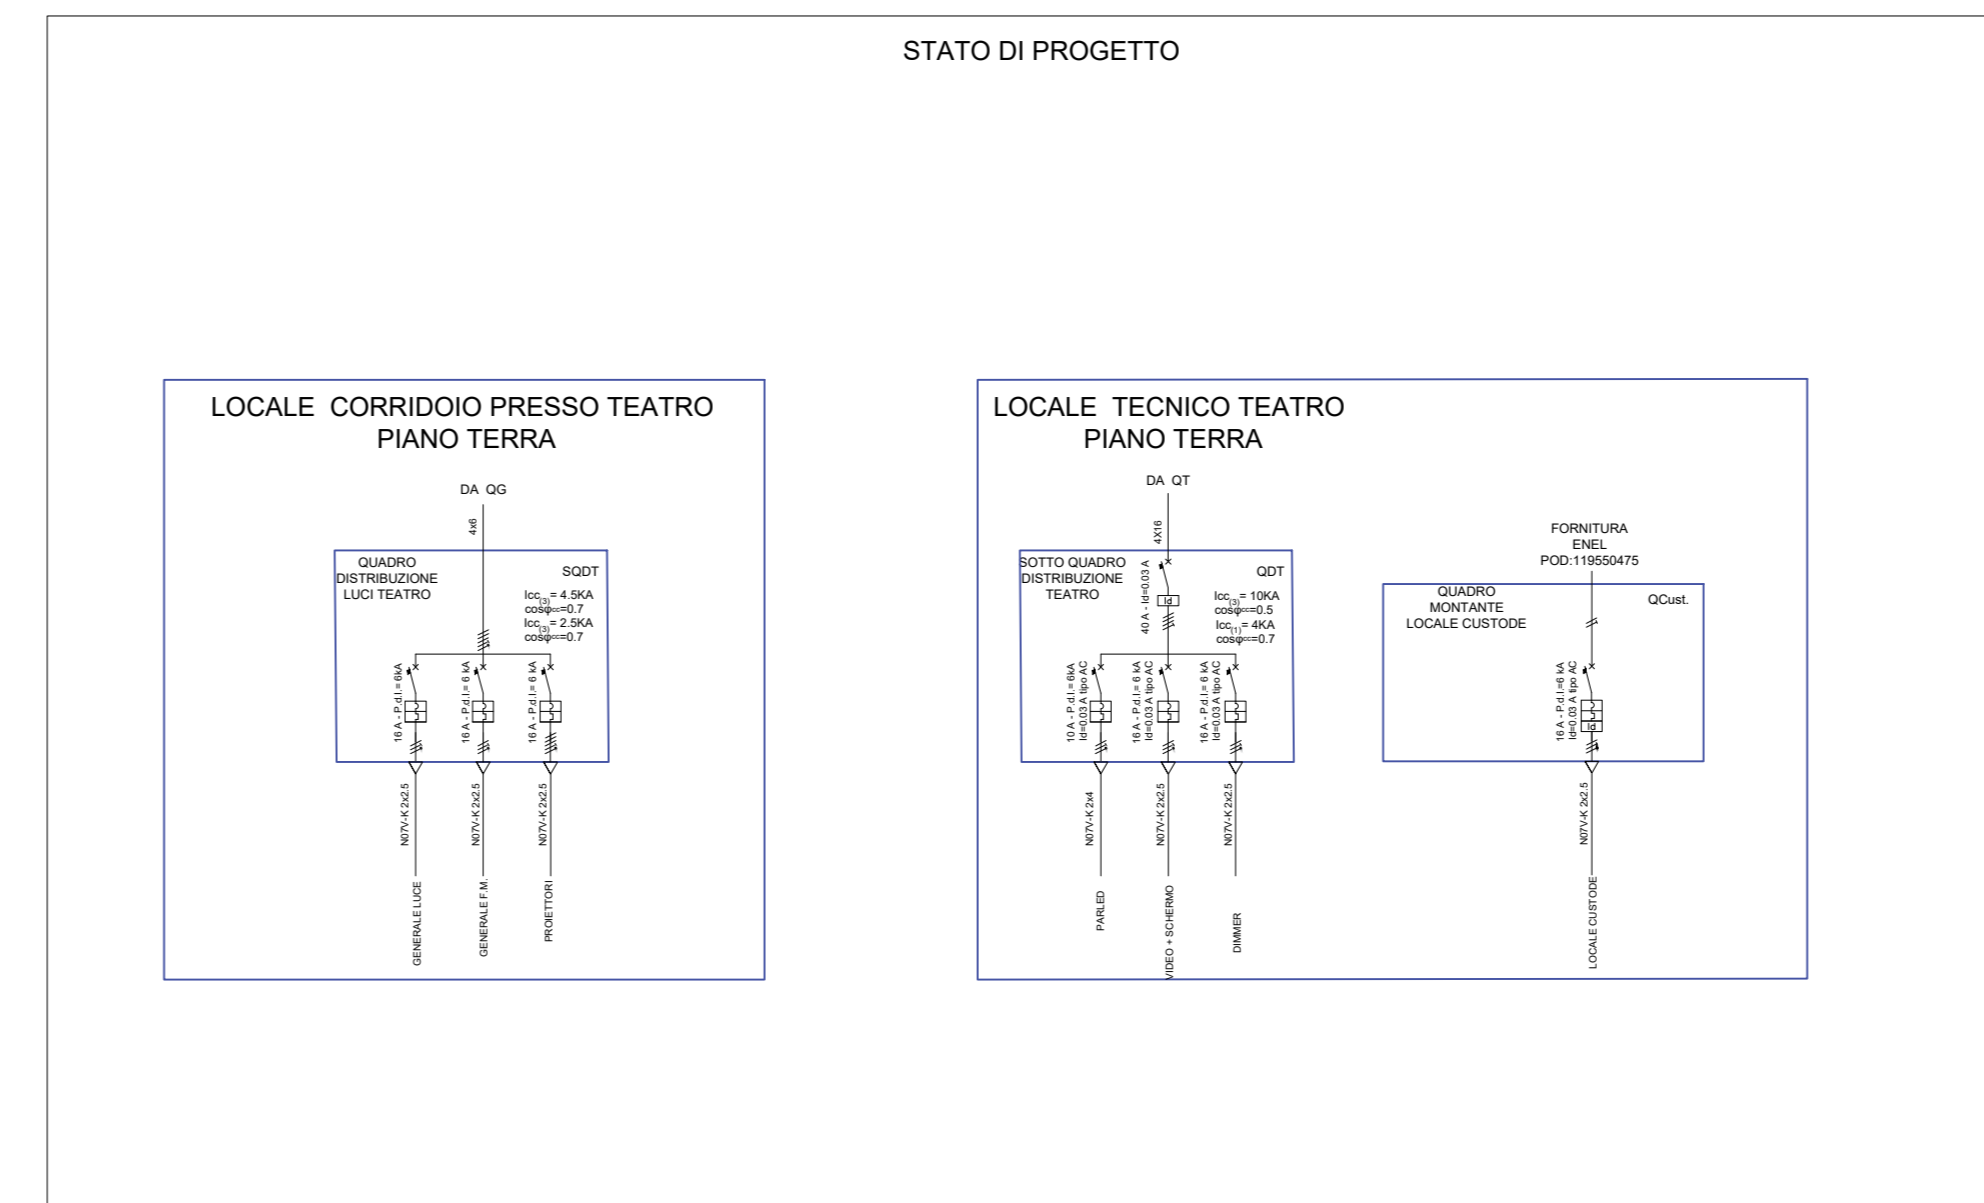 STATO DI PROGETTO
LOCALE CORRIDOIO PRESSO TEATRO
PIANO TERRA
DA QG
4x6
QUADRO
DISTRIBUZIONE
LUCI TEATRO
SQDT
Icc(3)= 4.5KA
cosφcc=0.7
Icc(3)= 2.5KA
cosφcc=0.7
16 A - P.d.I.= 6kA
16 A - P.d.I.= 6 kA
16 A - P.d.I.= 6 kA
N07V-K 2x2.5
N07V-K 2x2.5
N07V-K 2x2.5
GENERALE LUCE
GENERALE F.M.
PROIETTORI
LOCALE TECNICO TEATRO
PIANO TERRA
DA QT
4X16
SOTTO QUADRO
DISTRIBUZIONE
TEATRO
40 A - Id=0.03 A
Id
QDT
Icc(3)= 10KA
cosφcc=0.5
Icc(1)= 4KA
cosφcc=0.7
10 A - P.d.I.= 6kA
Id=0.03 A tipo AC
16 A - P.d.I.= 6 kA
Id=0.03 A tipo AC
16 A - P.d.I.= 6 kA
Id=0.03 A tipo AC
N07V-K 2x4
N07V-K 2x2.5
N07V-K 2x2.5
PARLED
VIDEO + SCHERMO
DIMMER
FORNITURA
ENEL
POD:119550475
QUADRO
MONTANTE
LOCALE CUSTODE
QCust.
16 A - P.d.I.=6 kA
Id=0.03 A tipo AC
Id
N07V-K 2x2.5
LOCALE CUSTODE